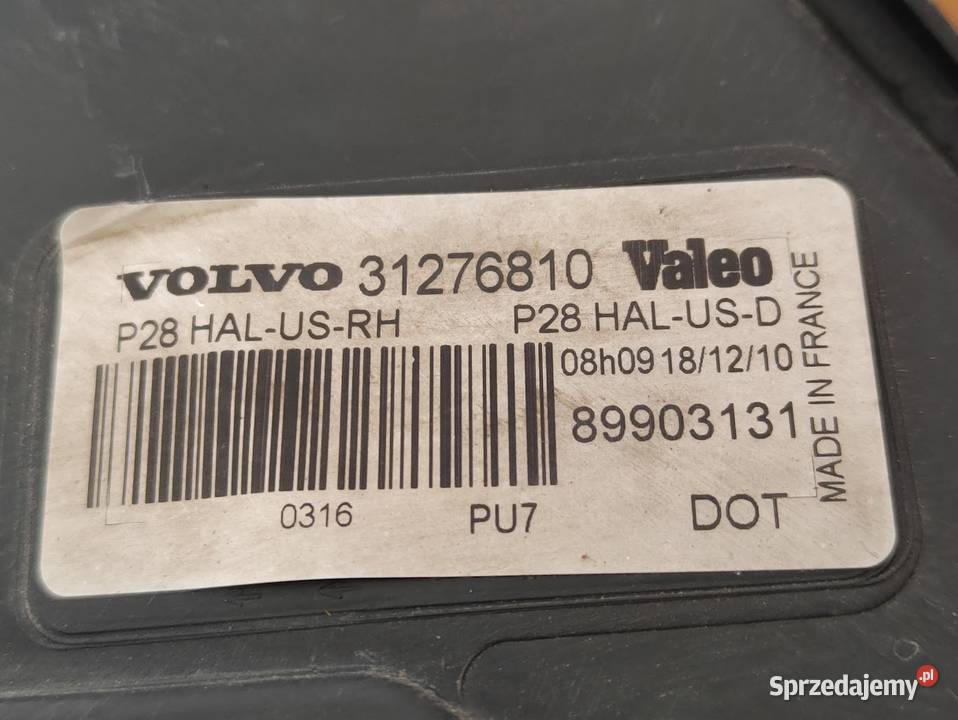 VOLVO 31276810 Valeo
P28 HAL-US-RH P28 HAL-US-D
08h09 18/12/10
89903131
0316 PU7 DOT
MADE IN FRANCE
Sprzedajemy.pl